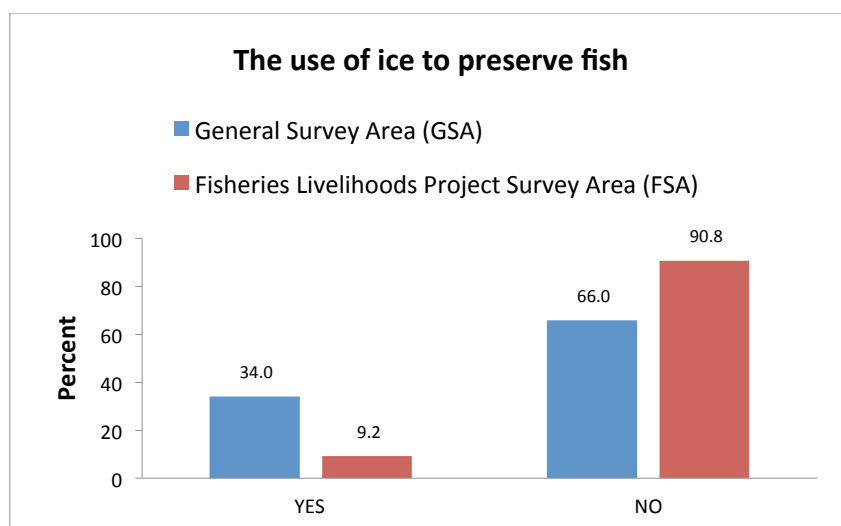 The use of ice to preserve fish
General Survey Area (GSA)
Fisheries Livelihoods Project Survey Area (FSA)
Percent
100
80
60
40
20
0
34.0
9.2
66.0
90.8
YES
NO